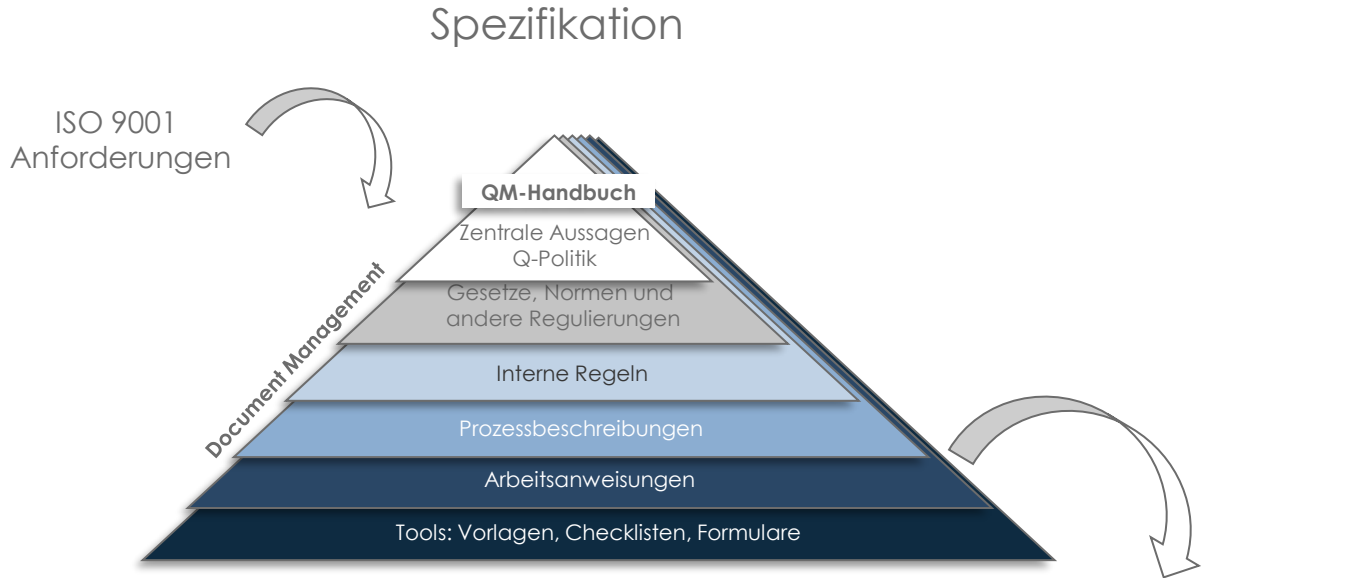 Spezifikation
ISO 9001
Anforderungen
QM-Handbuch
Zentrale Aussagen
Q-Politik
Gesetze, Normen und
andere Regulierungen
Document Management
Interne Regeln
Prozessbeschreibungen
Arbeitsanweisungen
Tools: Vorlagen, Checklisten, Formulare